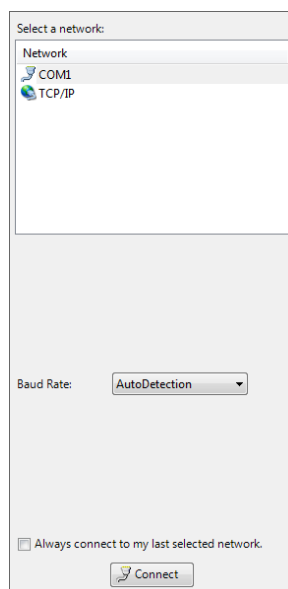 Select a network:
Network
COM1
TCP/IP
Baud Rate: AutoDetection
Always connect to my last selected network.
Connect